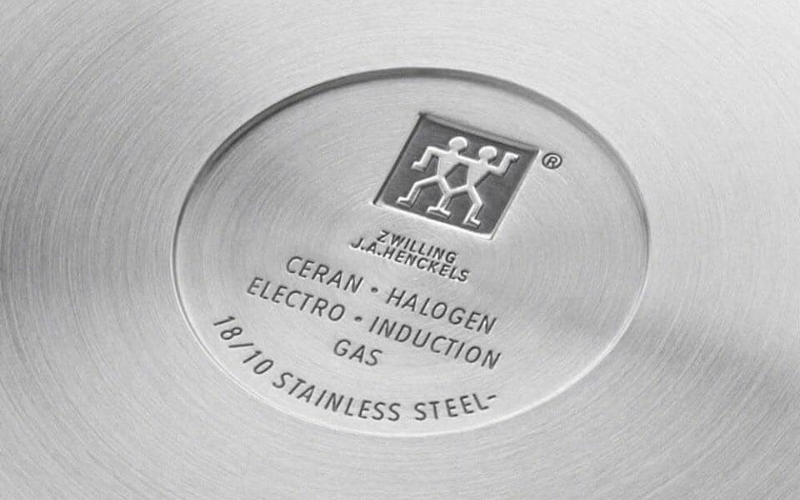 ®
ZWILLING
J.A.HENCKELS
CERAN • HALOGEN
ELECTRO • INDUCTION
GAS
18/10 STAINLESS STEEL-